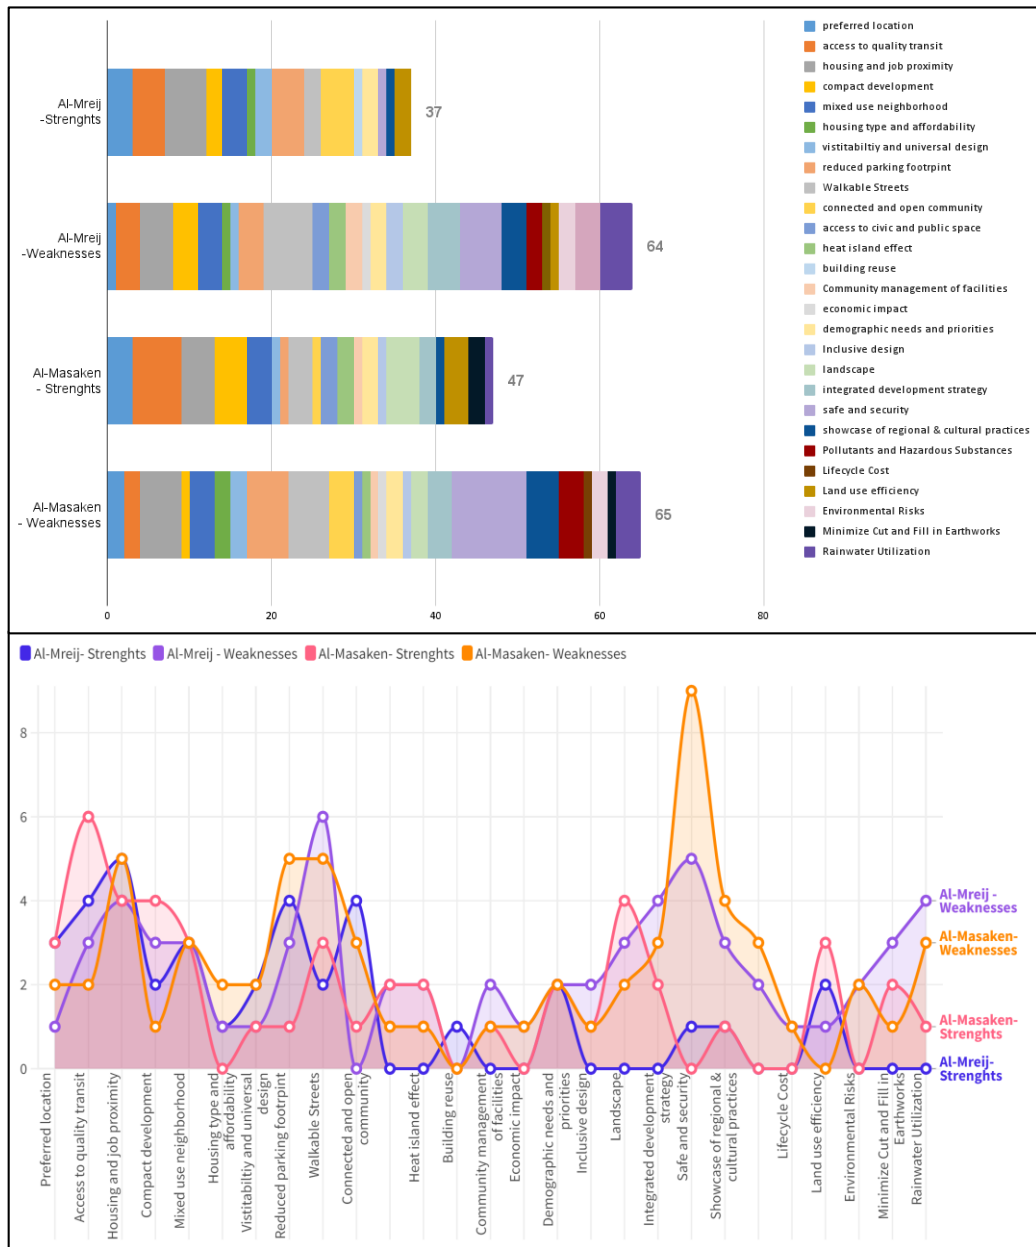 preferred location
access to quality transit
housing and job proximity
compact development
mixed use neighborhood
housing type and affordability
vistitabiltiy and universal design
reduced parking footrpint
Walkable Streets
connected and open community
access to civic and public space
heat island effect
building reuse
Community management of facilities
economic impact
demographic needs and priorities
Inclusive design
landscape
integrated development strategy
safe and security
showcase of regional & cultural practices
Pollutants and Hazardous Substances
Lifecycle Cost
Land use efficiency
Environmental Risks
Minimize Cut and Fill in Earthworks
Rainwater Utilization
Al-Mreij
-Strenghts
37
Al-Mreij
-Weaknesses
64
Al-Masaken
- Strenghts
47
Al-Masaken
- Weaknesses
65
0 20 40 60 80
Al-Mreij- Strenghts Al-Mreij - Weaknesses Al-Masaken- Strenghts Al-Masaken- Weaknesses
8
6
4
2
0
Al-Mreij -
Weaknesses
Al-Masaken-
Weaknesses
Al-Masaken-
Strenghts
Al-Mreij-
Strenghts
Preferred location
Access to quality transit
Housing and job proximity
Compact development
Mixed use neighborhood
Housing type and
affordability
Vistitabiltiy and universal
design
Reduced parking footrpint
Walkable Streets
Connected and open
community
Heat island effect
Building reuse
Community management
of facilities
Economic impact
Demographic needs and
priorities
Inclusive design
Landscape
Integrated development
strategy
Safe and security
Showcase of regional &
cultural practices
Lifecycle Cost
Land use efficiency
Environmental Risks
Minimize Cut and Fill in
Earthworks
Rainwater Utilization